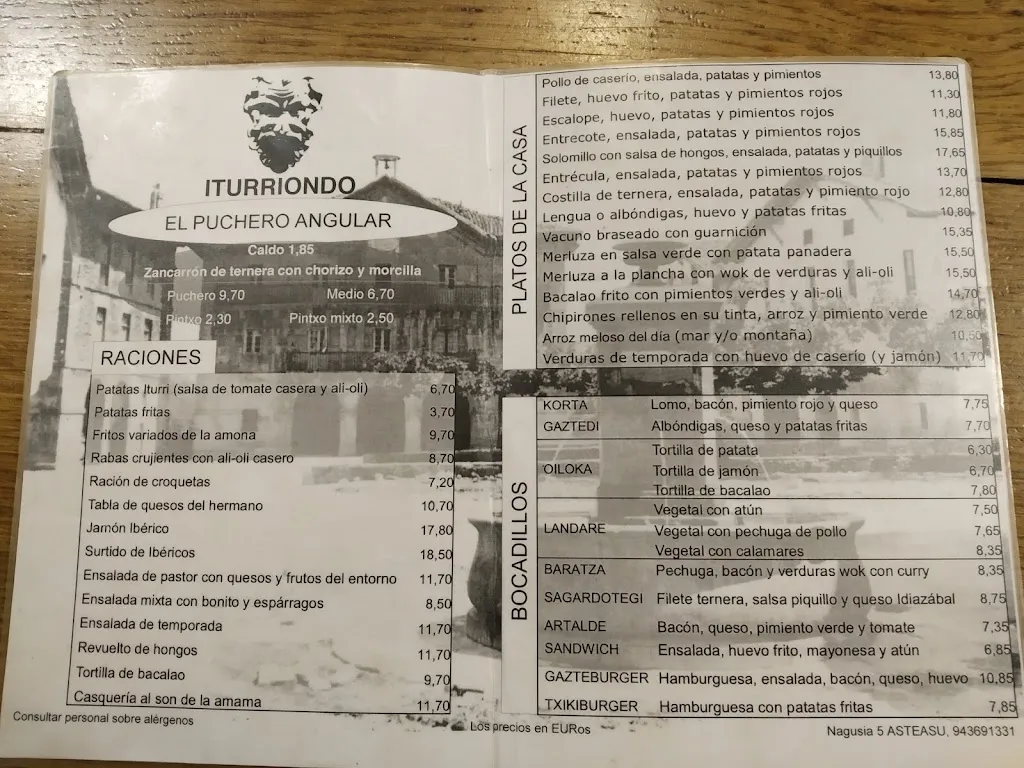 ITURRIONDO
EL PUCHERO ANGULAR
Caldo 1,85
Zancarrón de ternera con chorizo y morcilla
Puchero 9,70 Medio 6,70
Pintxo 2,30 Pintxo mixto 2,50
RACIONES
Patatas Iturri (salsa de tomate casera y ali-oli) 6,70
Patatas fritas 3,70
Fritos variados de la amona 9,70
Rabas crujientes con ali-oli casero 8,70
Ración de croquetas 7,20
Tabla de quesos del hermano 10,70
Jamón Ibérico 17,80
Surtido de Ibéricos 18,50
Ensalada de pastor con quesos y frutos del entorno 11,70
Ensalada mixta con bonito y espárragos 8,50
Ensalada de temporada 11,70
Revuelto de hongos 11,70
Tortilla de bacalao 9,70
Casquería al son de la amama 11,70
Consultar personal sobre alérgenos
PLATOS DE LA CASA
Pollo de caserío, ensalada, patatas y pimientos 13,80
Filete, huevo frito, patatas y pimientos rojos 11,30
Escalope, huevo, patatas y pimientos rojos 11,80
Entrecote, ensalada, patatas y pimientos rojos 15,85
Solomillo con salsa de hongos, ensalada, patatas y piquillos 17,65
Entrécula, ensalada, patatas y pimientos rojos 13,70
Costilla de ternera, ensalada, patatas y pimiento rojo 12,80
Lengua o albóndigas, huevo y patatas fritas 10,80
Vacuno braseado con guarnición 15,35
Merluza en salsa verde con patata panadera 15,50
Merluza a la plancha con wok de verduras y ali-oli 15,50
Bacalao frito con pimientos verdes y ali-oli 14,70
Chipirones rellenos en su tinta, arroz y pimiento verde 12,80
Arroz meloso del día (mar y/o montaña) 10,50
Verduras de temporada con huevo de caserío (y jamón) 11,70
BOCADILLOS
KORTA Lomo, bacón, pimiento rojo y queso 7,75
GAZTEDI Albóndigas, queso y patatas fritas 7,70
Tortilla de patata 6,30
OILOKA Tortilla de jamón 6,70
Tortilla de bacalao 7,80
Vegetal con atún 7,50
LANDARE Vegetal con pechuga de pollo 7,65
Vegetal con calamares 8,35
BARATZA Pechuga, bacón y verduras wok con curry 8,35
SAGARDOTEGI Filete ternera, salsa piquillo y queso Idiazábal 8,75
ARTALDE Bacón, queso, pimiento verde y tomate 7,35
SANDWICH Ensalada, huevo frito, mayonesa y atún 6,85
GAZTEBURGER Hamburguesa, ensalada, bacón, queso, huevo 10,85
TXIKIBURGER Hamburguesa con patatas fritas 7,85
Los precios en EURos
Nagusia 5 ASTEASU, 943691331